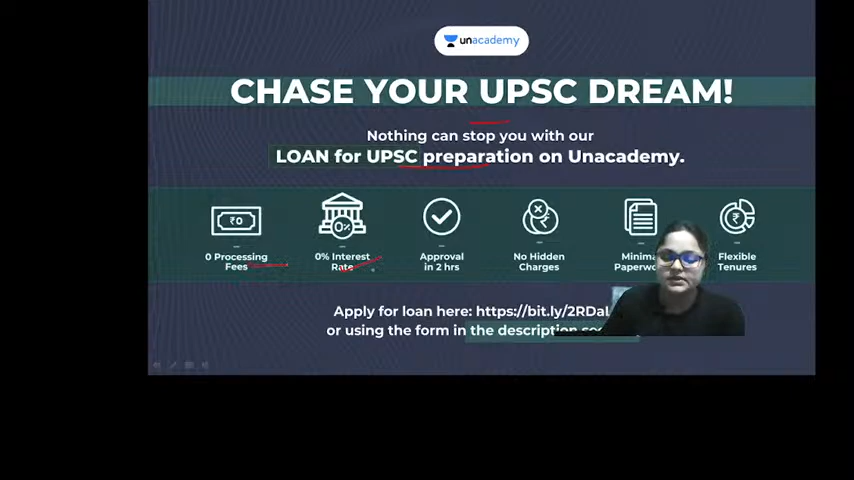 unacademy
CHASE YOUR UPSC DREAM!
Nothing can stop you with our
LOAN for UPSC preparation on Unacademy.
₹0
0%
0 Processing Fees
0% Interest Rate
Approval in 2 hrs
No Hidden Charges
Flexible Tenures
Apply for loan here: https://bit.ly/2RDa
or using the form in the description